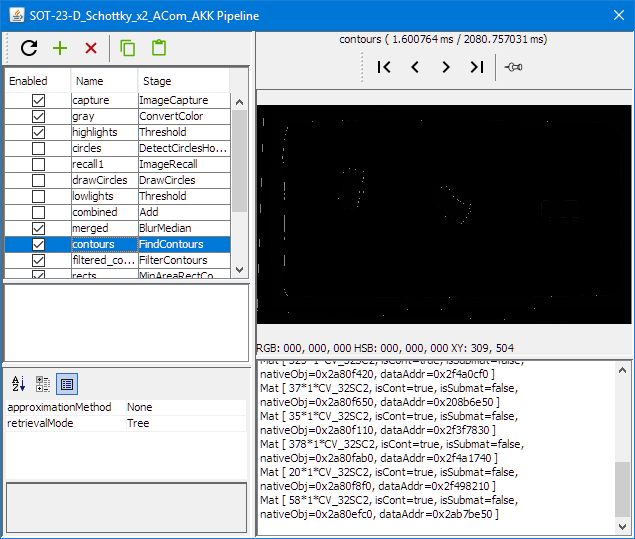 SOT-23-D_Schottky_x2_ACom_AKK Pipeline
contours ( 1.600764 ms / 2080.757031 ms)
Enabled Name Stage
capture ImageCapture
gray ConvertColor
highlights Threshold
circles DetectCirclesHo...
recall1 ImageRecall
drawCircles DrawCircles
lowlights Threshold
combined Add
merged BlurMedian
contours FindContours
filtered_co... FilterContours
rects MinAreaRectCo...
RGB: 000, 000, 000 HSB: 000, 000, 000 XY: 309, 504
approximationMethod None
retrievalMode Tree
Mat [ 323*1*CV_32SC2, isCont=true, isSubmat=false,
nativeObj=0x2a80f420, dataAddr=0x2f4a0cf0 ]
Mat [ 37*1*CV_32SC2, isCont=true, isSubmat=false,
nativeObj=0x2a80f650, dataAddr=0x208b6e50 ]
Mat [ 35*1*CV_32SC2, isCont=true, isSubmat=false,
nativeObj=0x2a80f110, dataAddr=0x2f3f7830 ]
Mat [ 378*1*CV_32SC2, isCont=true, isSubmat=false,
nativeObj=0x2a80fab0, dataAddr=0x2f4a1740 ]
Mat [ 20*1*CV_32SC2, isCont=true, isSubmat=false,
nativeObj=0x2a80f8f0, dataAddr=0x2f498210 ]
Mat [ 58*1*CV_32SC2, isCont=true, isSubmat=false,
nativeObj=0x2a80efc0, dataAddr=0x2ab7be50 ]